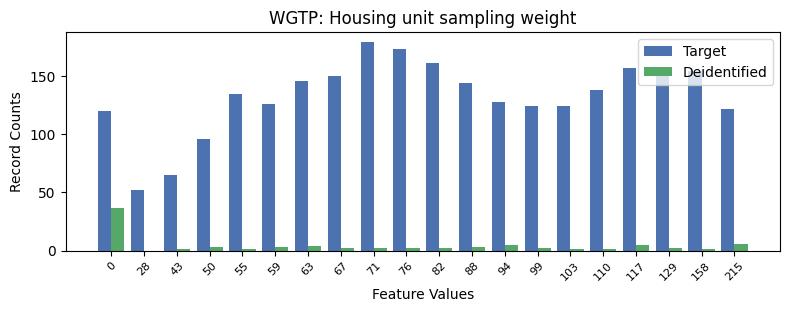 WGTP: Housing unit sampling weight
Target
Deidentified
Record Counts
150
100
50
0
0 28 43 50 55 59 63 67 71 76 82 88 94 99 103 110 117 129 158 215
Feature Values